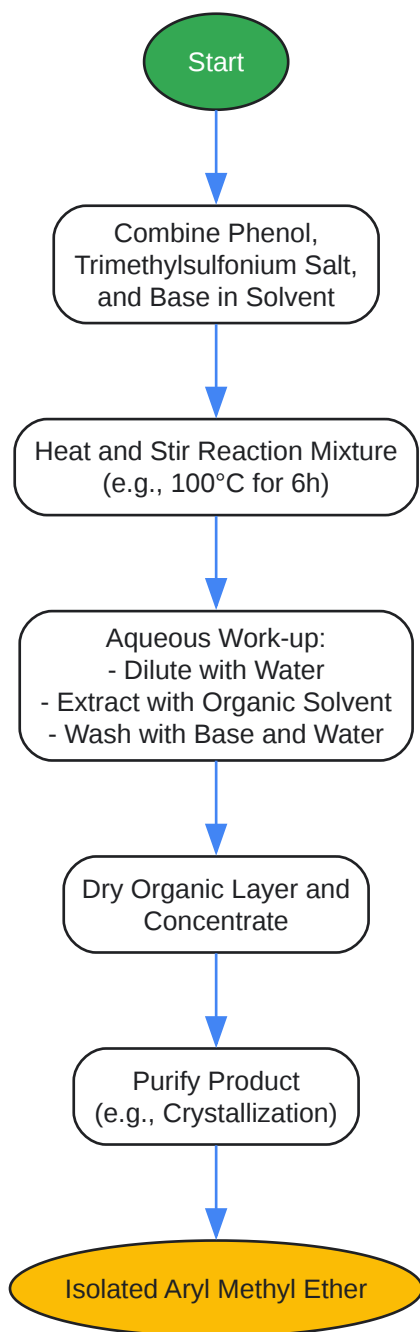 Start
Combine Phenol,
Trimethylsulfonium Salt,
and Base in Solvent
Heat and Stir Reaction Mixture
(e.g., 100°C for 6h)
Aqueous Work-up:
- Dilute with Water
- Extract with Organic Solvent
- Wash with Base and Water
Dry Organic Layer and
Concentrate
Purify Product
(e.g., Crystallization)
Isolated Aryl Methyl Ether